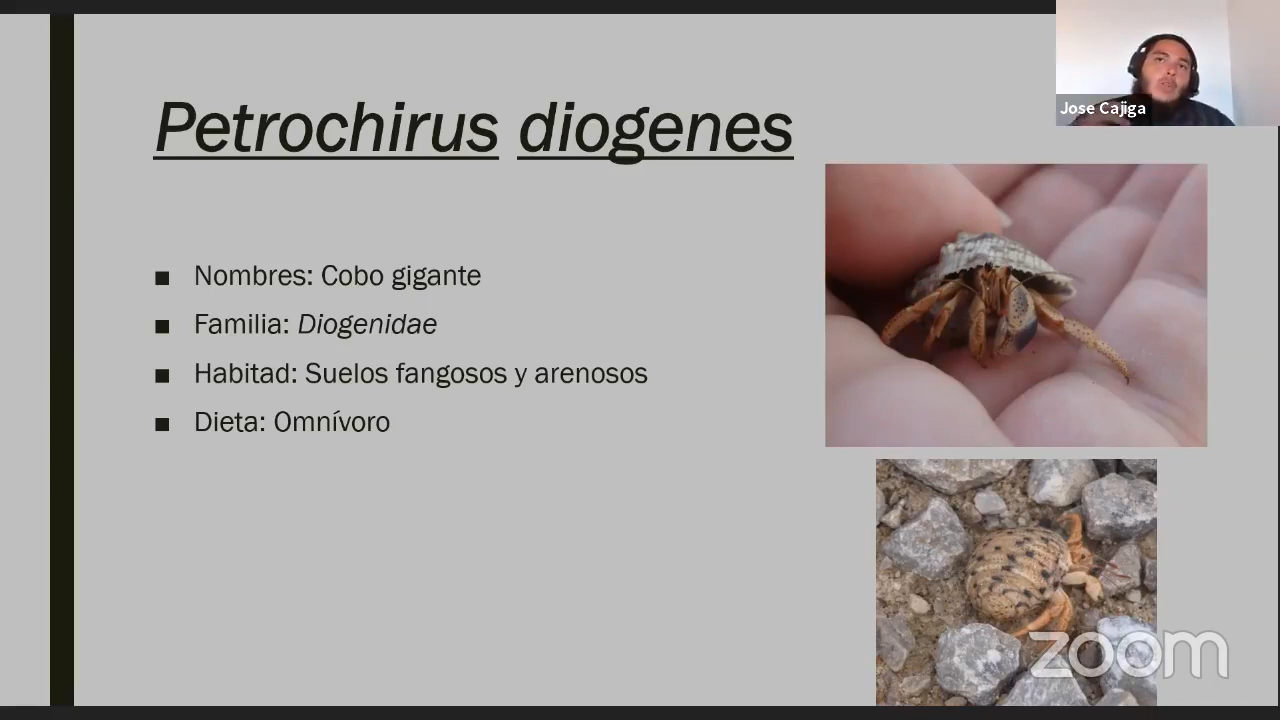 Petrochirus diogenes
Jose Cajiga
■ Nombres: Cobo gigante
■ Familia: Diogenidae
■ Habitad: Suelos fangosos y arenosos
■ Dieta: Omnívoro
zoom